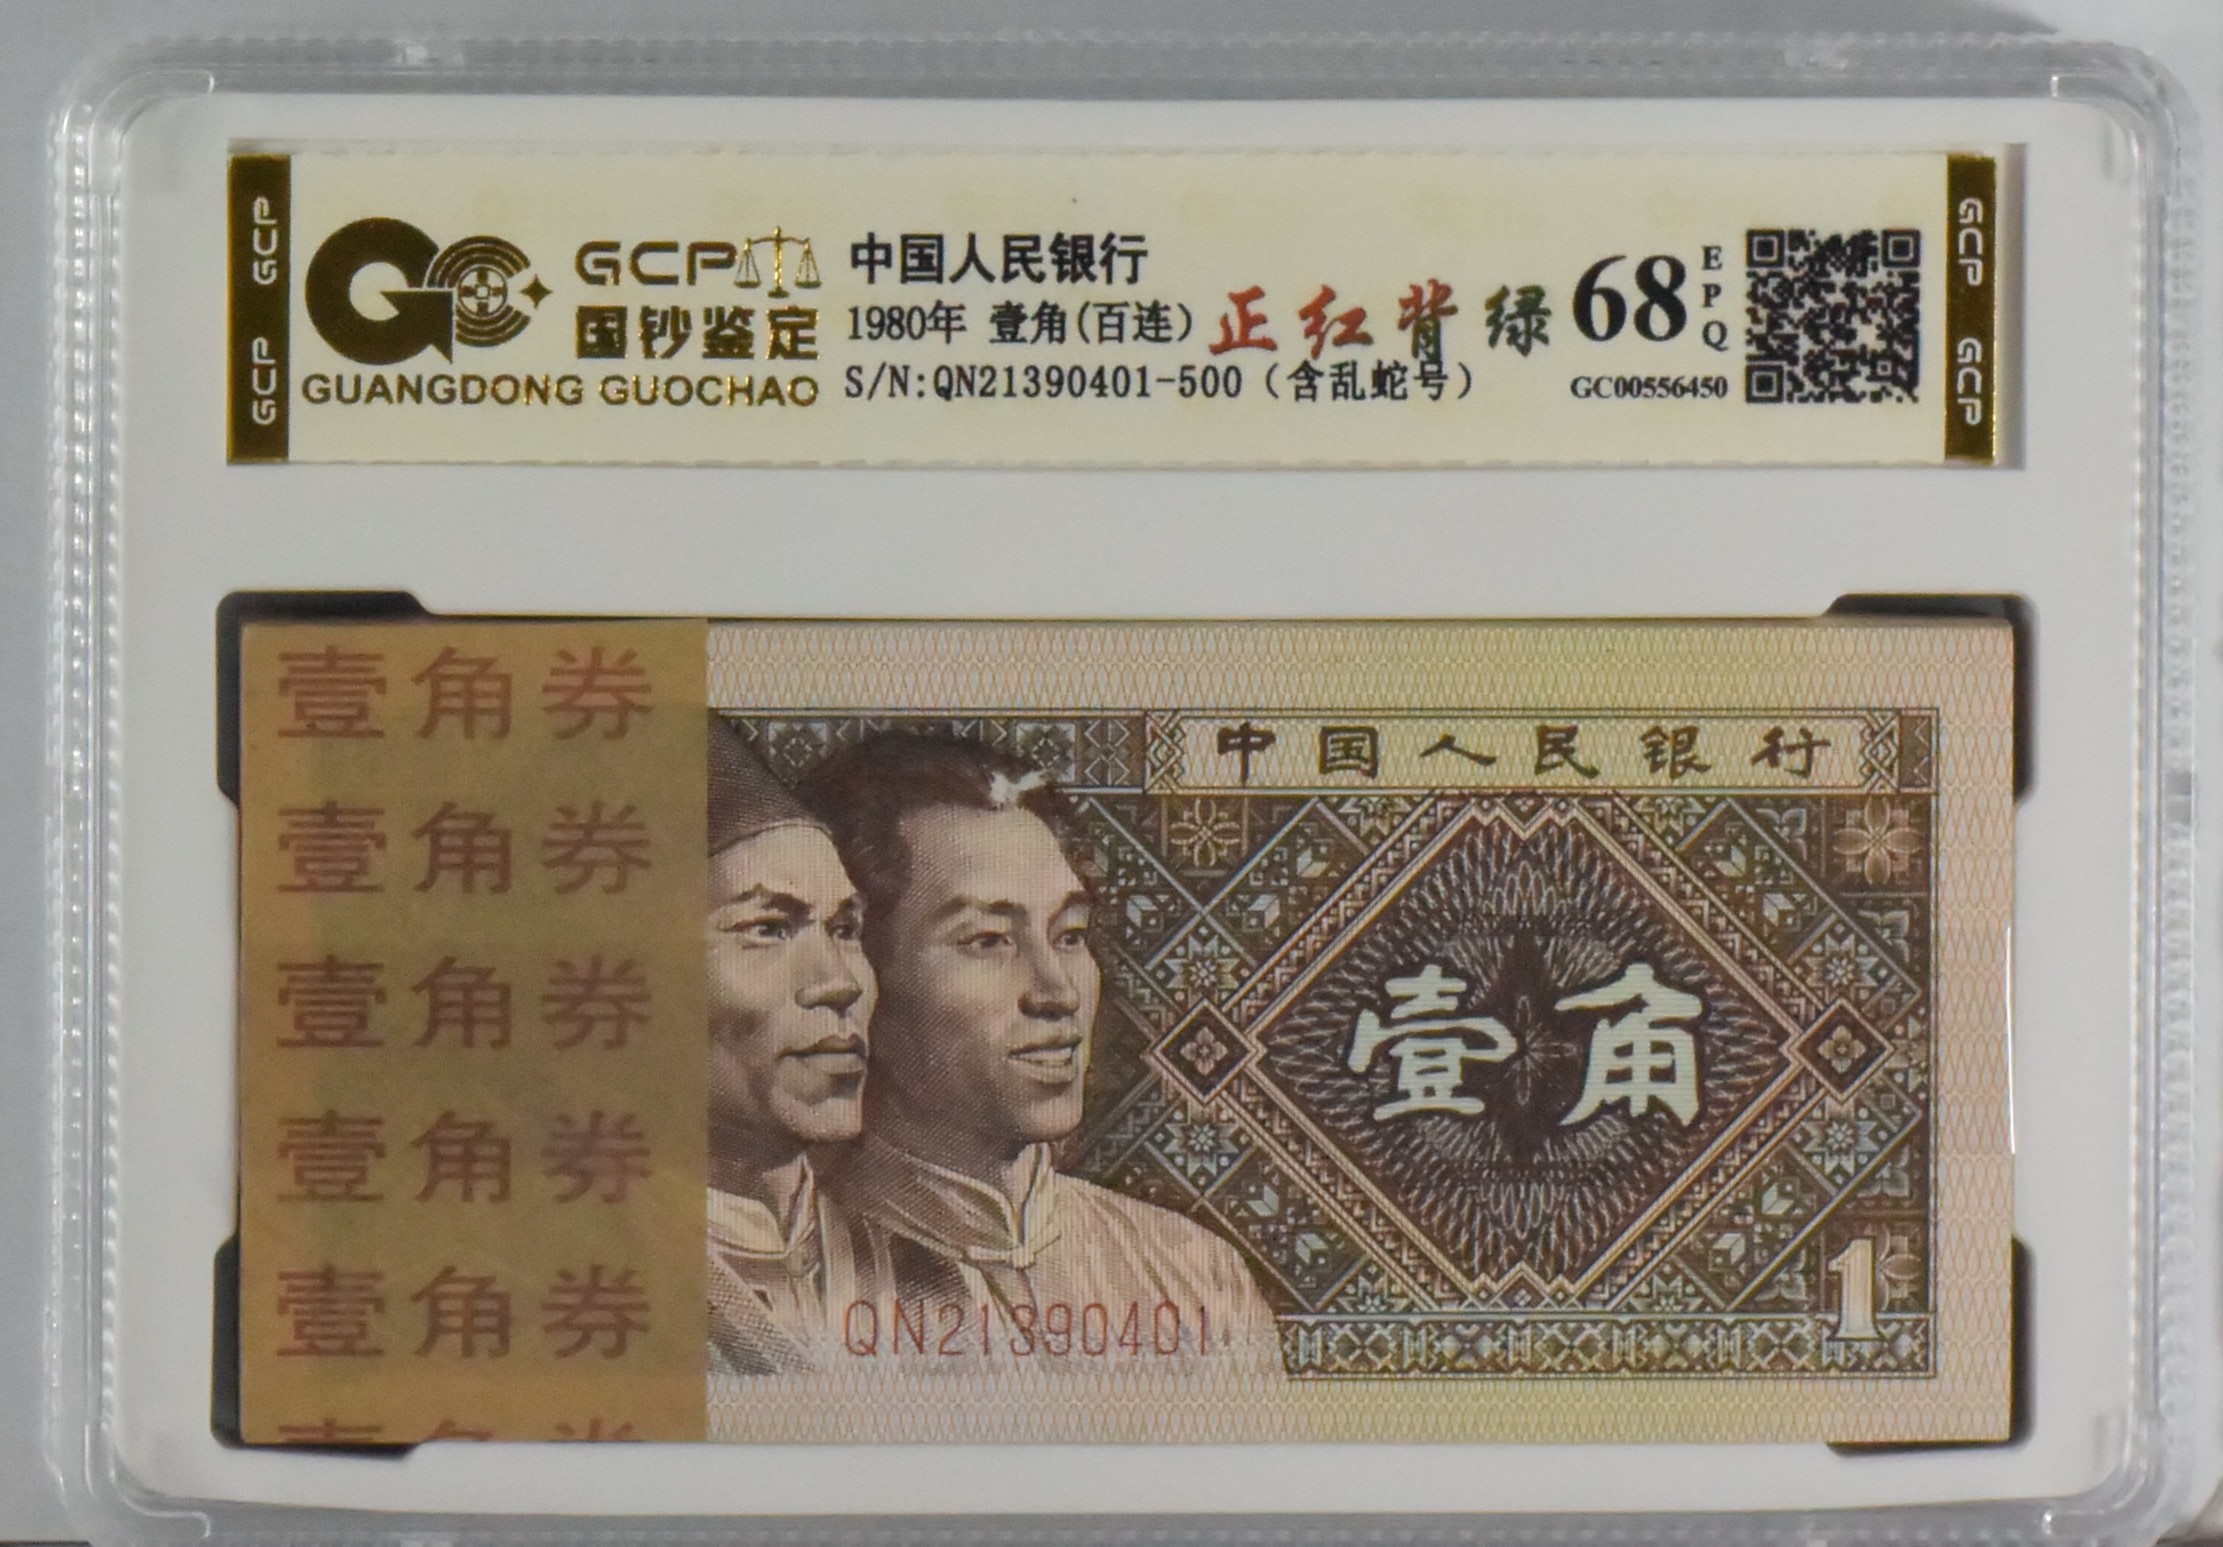 GCP GCP
GCP
国钞鉴定
GUANGDONG GUOCHAO
中国人民银行
1980年 壹角(百连)
正红背绿
S/N:QN21390401-500（含乱蛇号）
68
EPQ
GC00556450
GCP GCP
壹角券
壹角券
壹角券
壹角券
壹角券
壹角券
中国人民银行
壹角
1
QN21390401